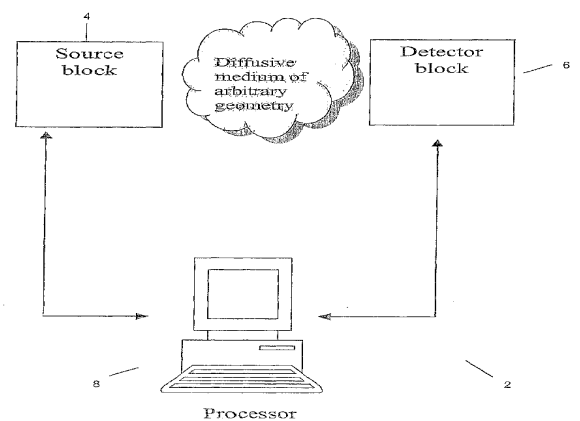 4
Source
block
Diffusive
medium of
arbitrary
geometry
Detector
block
6
8
2
Processor